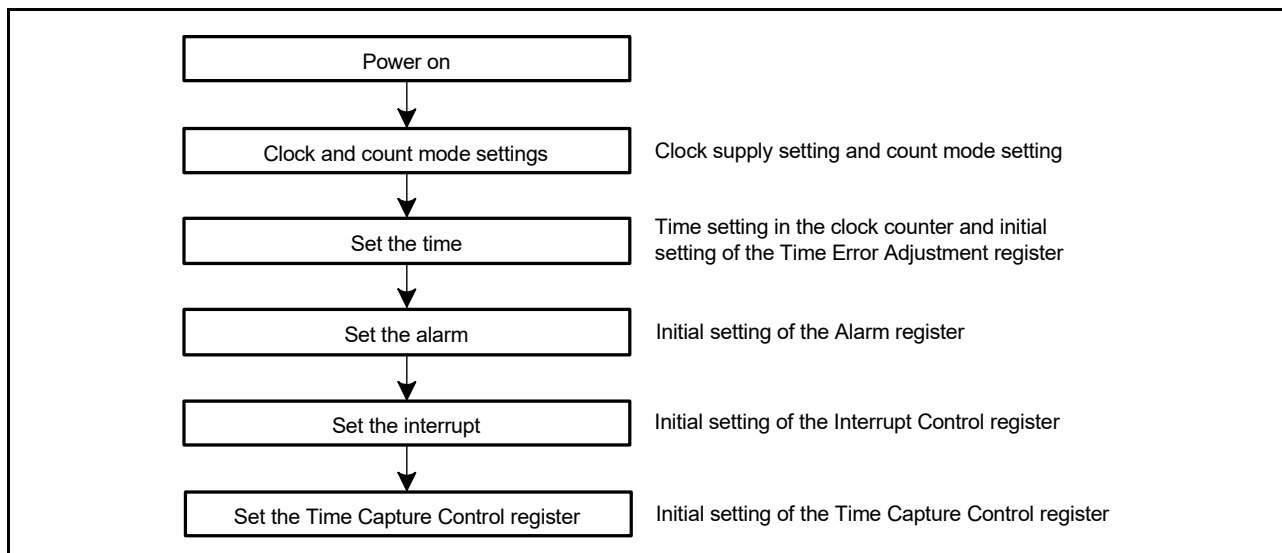 Power on
Clock and count mode settings
Clock supply setting and count mode setting
Set the time
Time setting in the clock counter and initial
setting of the Time Error Adjustment register
Set the alarm
Initial setting of the Alarm register
Set the interrupt
Initial setting of the Interrupt Control register
Set the Time Capture Control register
Initial setting of the Time Capture Control register